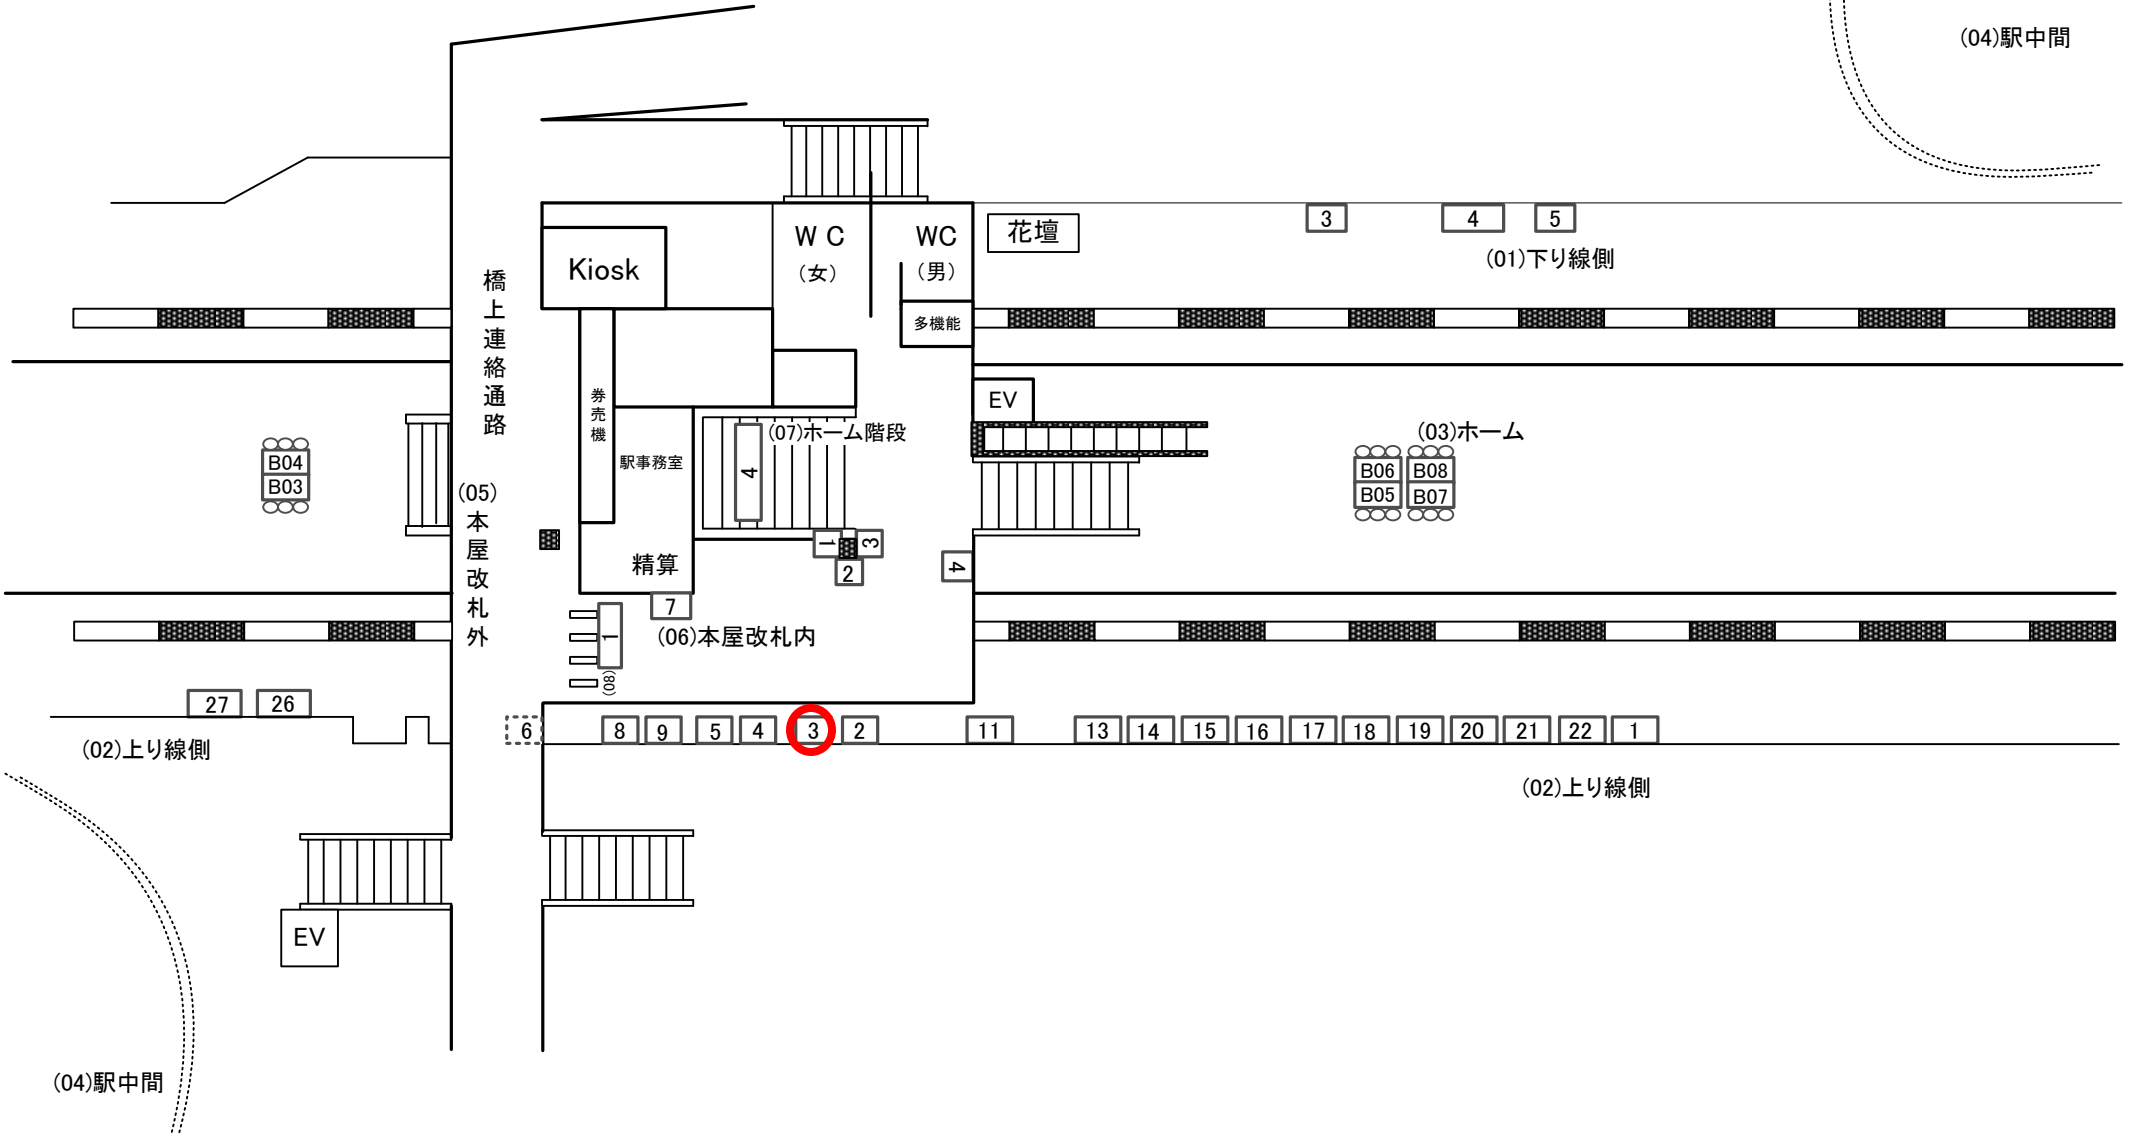 (04)駅中間
3
4
5
(01)下り線側
花壇
W C
(女)
WC
(男)
多機能
Kiosk
橋上連絡通路
券売機
駅事務室
精算
(07)ホーム階段
4
EV
(03)ホーム
B04
B03
B06
B08
B05
B07
(05)本屋改札外
1
3
2
4
7
(06)本屋改札内
1
(08)
27
26
(02)上り線側
6
8
9
5
4
3
2
11
13
14
15
16
17
18
19
20
21
22
1
(02)上り線側
EV
(04)駅中間